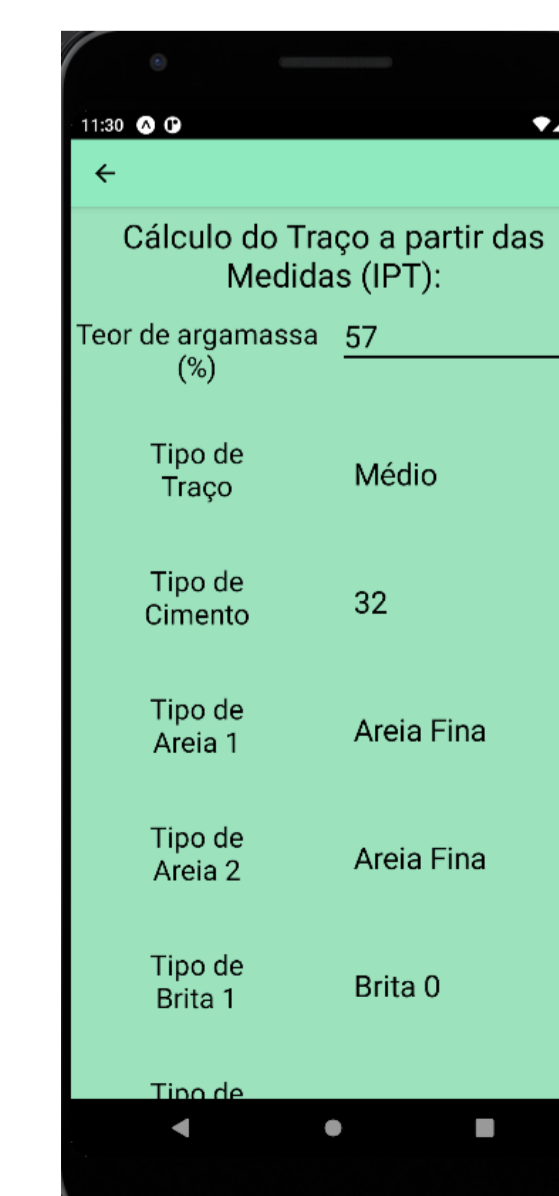 11:30
Cálculo do Traço a partir das
Medidas (IPT):
Teor de argamassa
(%)
57
Tipo de
Traço
Médio
Tipo de
Cimento
32
Tipo de
Areia 1
Areia Fina
Tipo de
Areia 2
Areia Fina
Tipo de
Brita 1
Brita 0
Tipo de